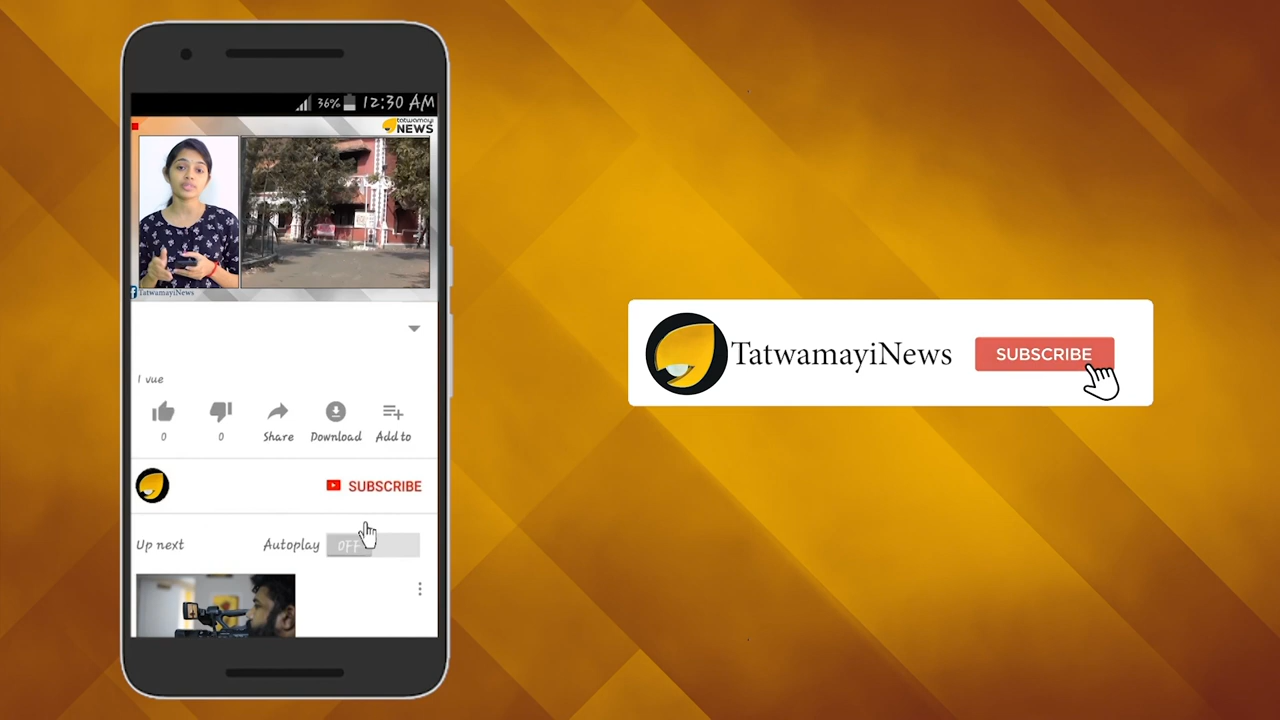 36% 12:30 AM
tatwamayi
NEWS
TatwamayiNews
1 vue
0
0
Share
Download
Add to
SUBSCRIBE
Up next
Autoplay
OFF
TatwamayiNews
SUBSCRIBE